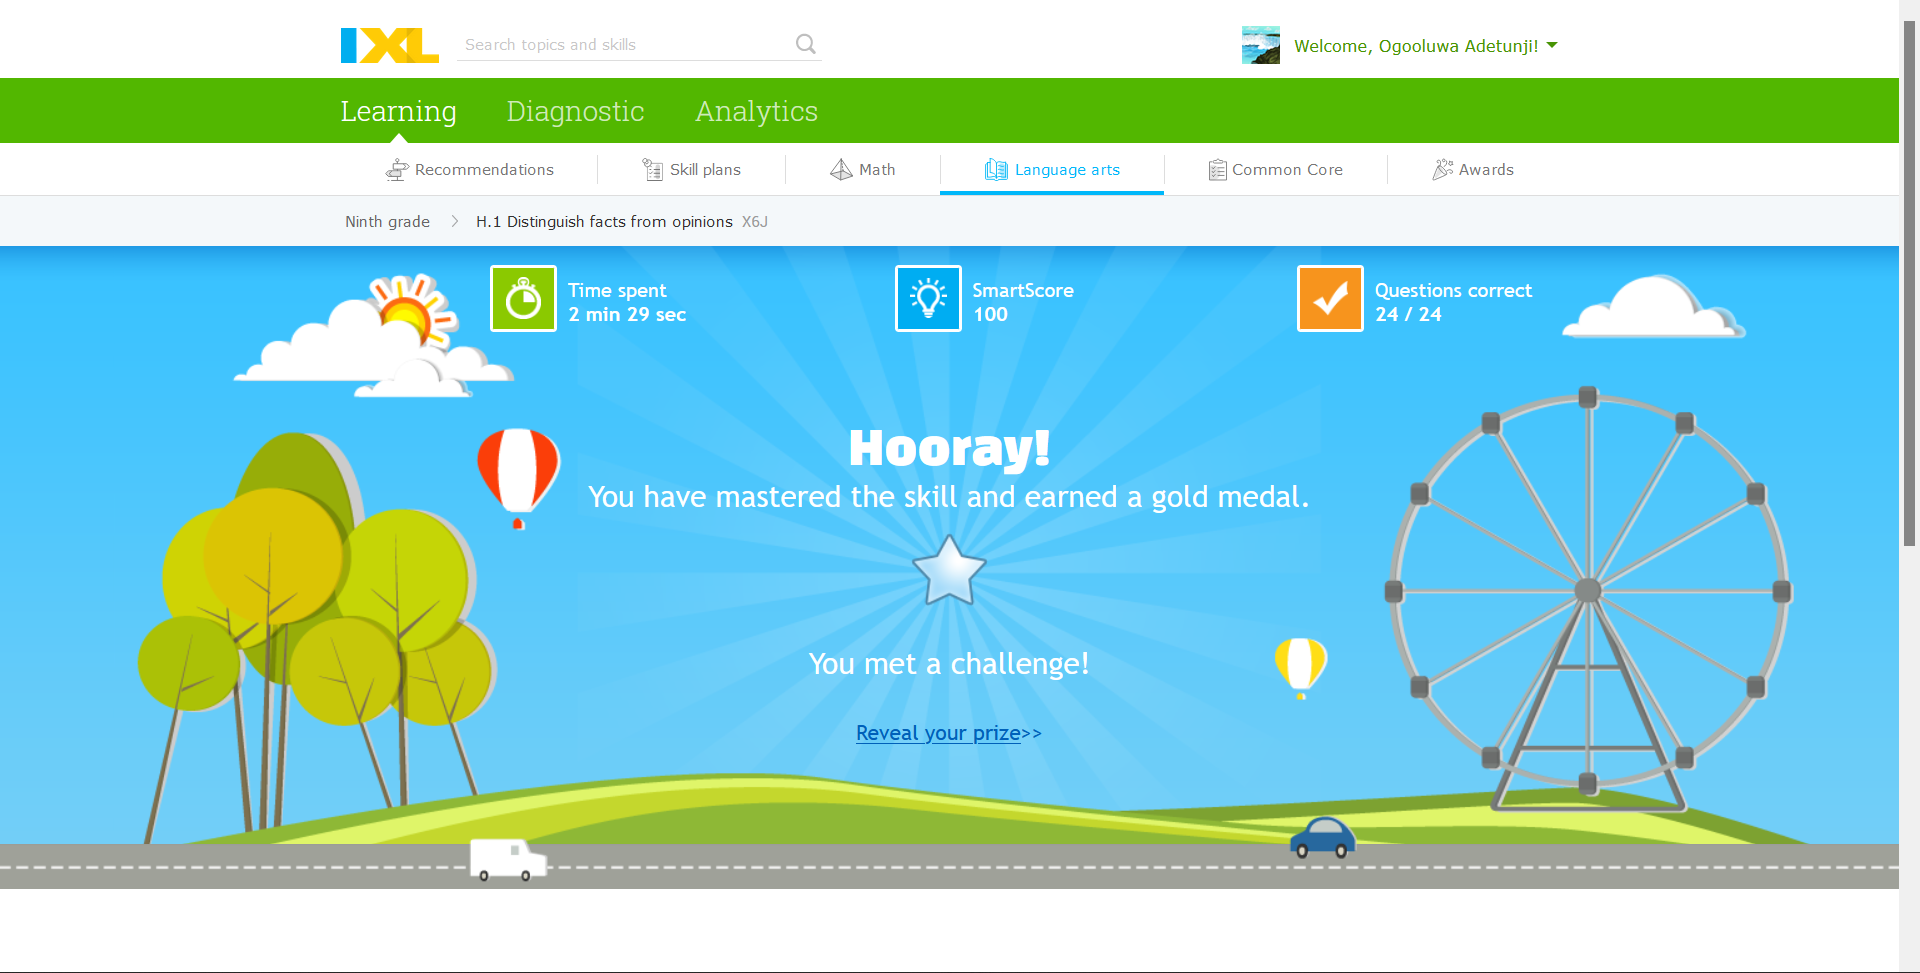 IXL
Search topics and skills
Welcome, Ogooluwa Adetunji!
Learning Diagnostic Analytics
Recommendations Skill plans Math Language arts Common Core Awards
Ninth grade > H.1 Distinguish facts from opinions X6J
Time spent
2 min 29 sec
SmartScore
100
Questions correct
24 / 24
Hooray!
You have mastered the skill and earned a gold medal.
You met a challenge!
Reveal your prize>>